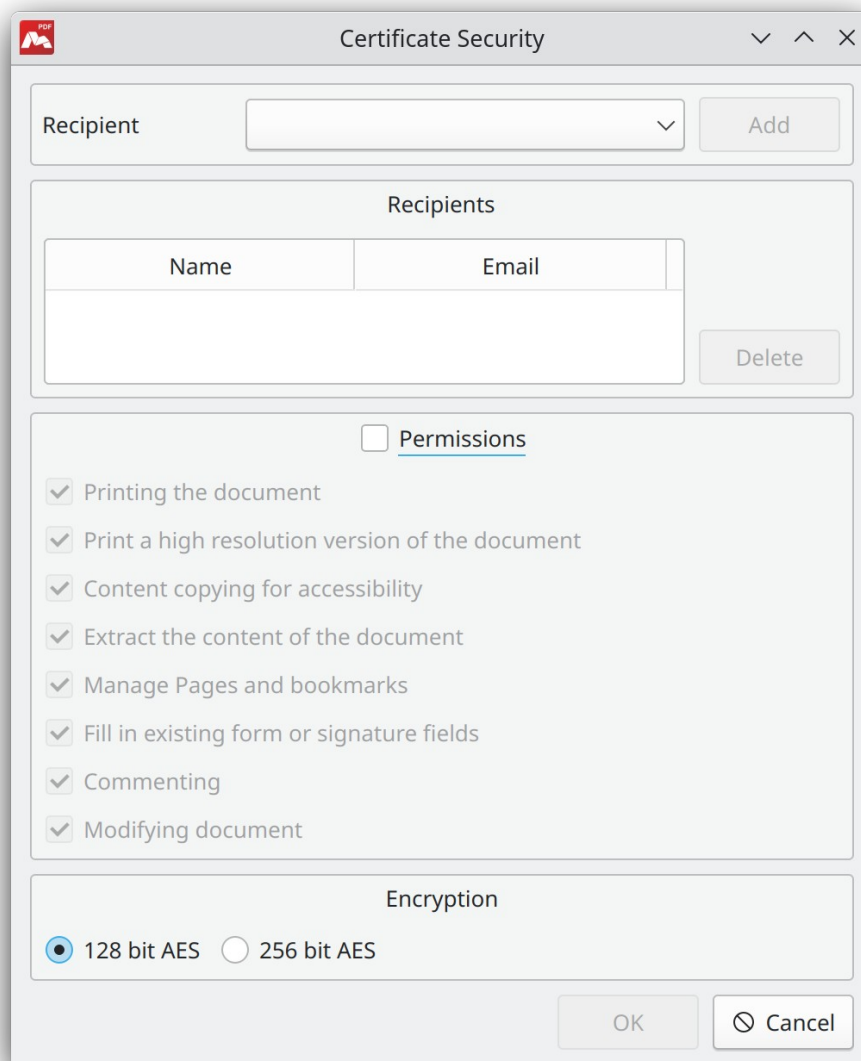 PDF
Certificate Security
Recipient
Add
Recipients
Name Email
Delete
Permissions
Printing the document
Print a high resolution version of the document
Content copying for accessibility
Extract the content of the document
Manage Pages and bookmarks
Fill in existing form or signature fields
Commenting
Modifying document
Encryption
128 bit AES 256 bit AES
OK Cancel